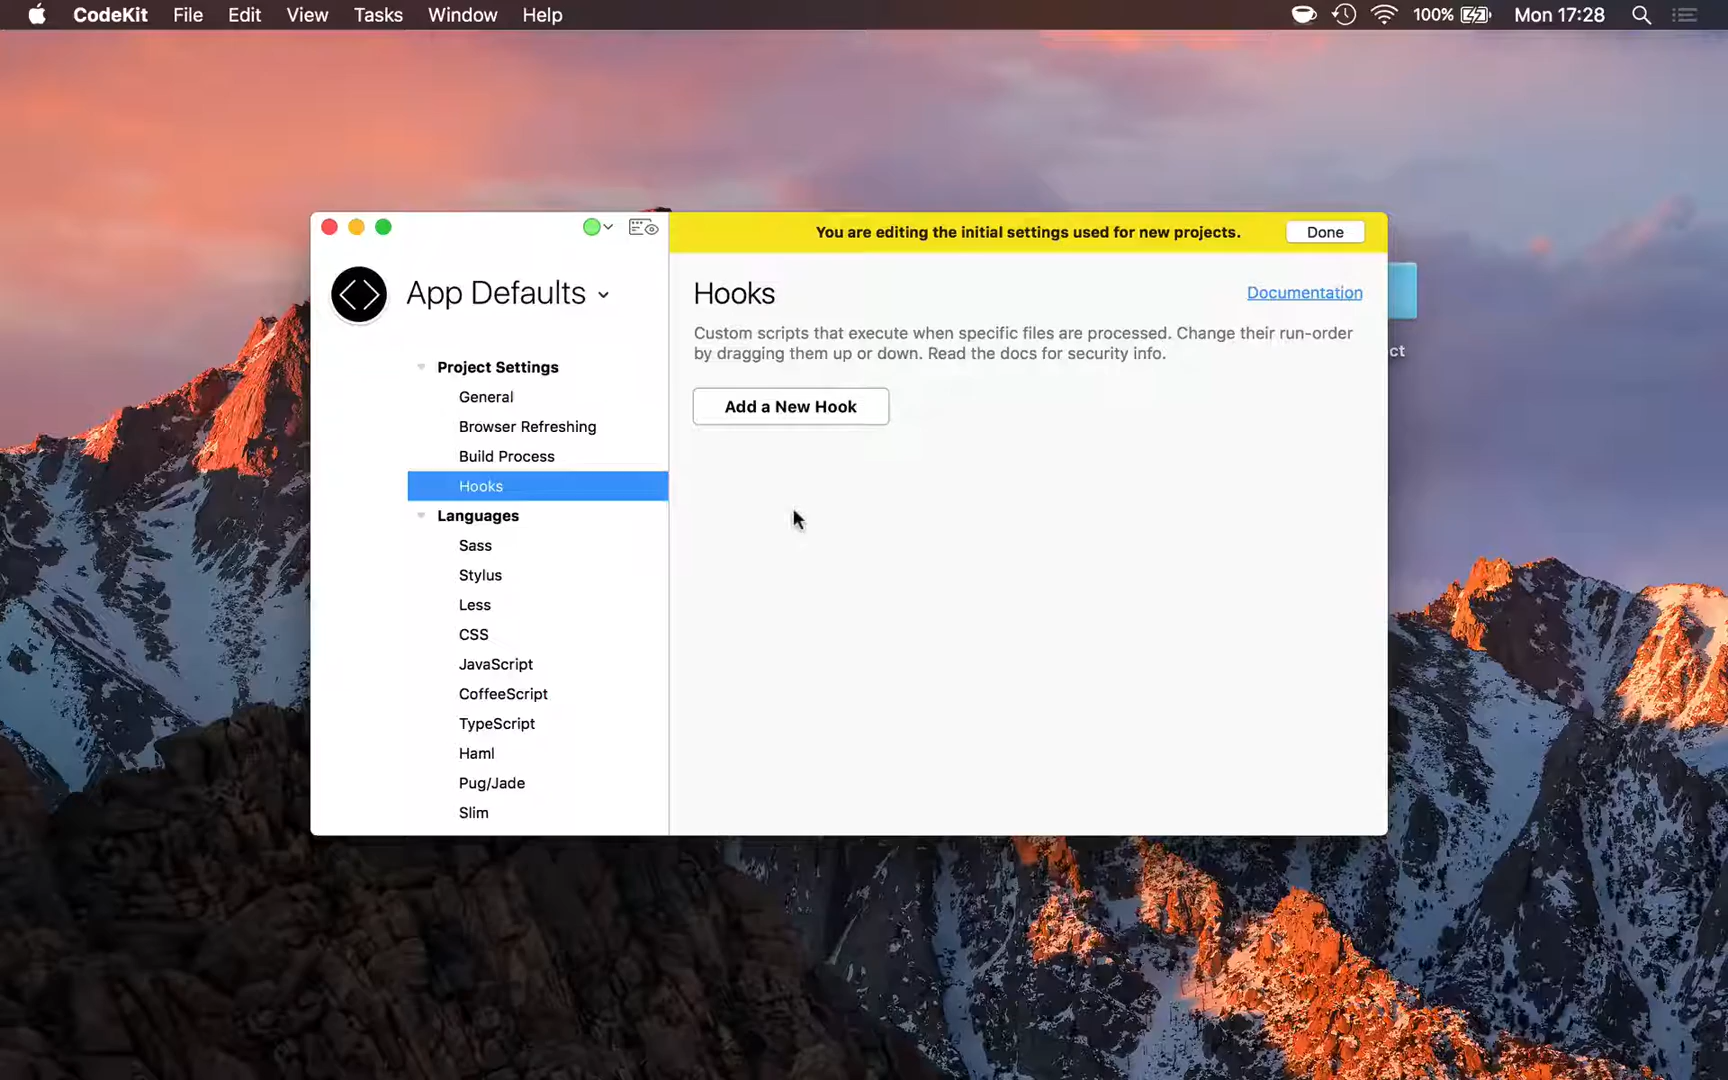 CodeKit File Edit View Tasks Window Help 100% Mon 17:28
You are editing the initial settings used for new projects. Done
App Defaults
Hooks
Documentation
Custom scripts that execute when specific files are processed. Change their run-order
by dragging them up or down. Read the docs for security info.
Add a New Hook
Project Settings
General
Browser Refreshing
Build Process
Hooks
Languages
Sass
Stylus
Less
CSS
JavaScript
CoffeeScript
TypeScript
Haml
Pug/Jade
Slim
ct